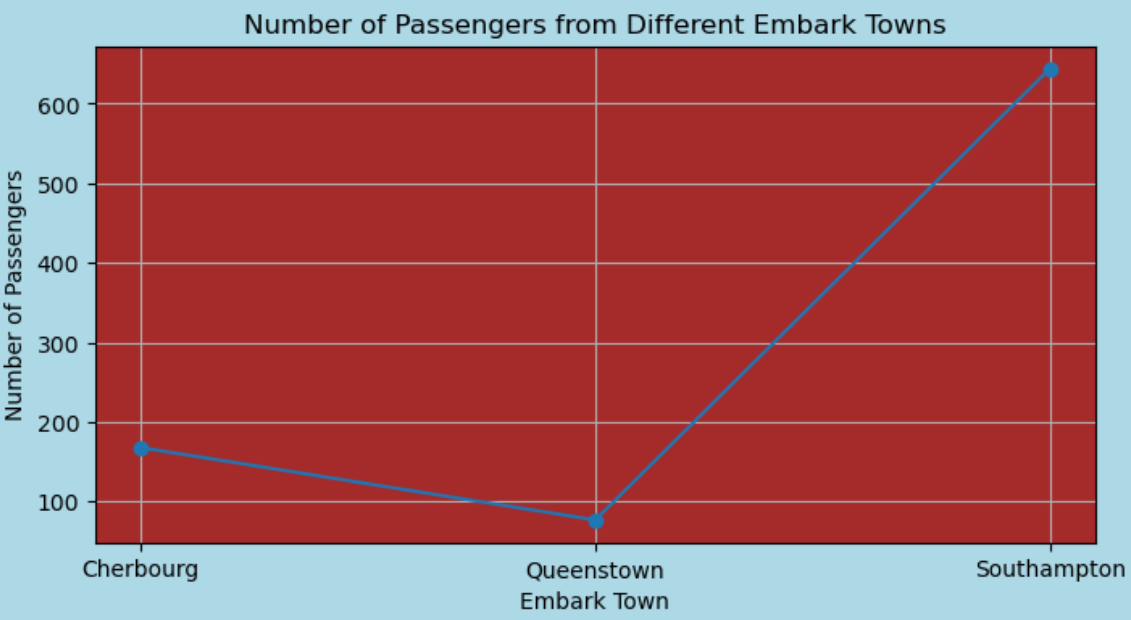 Number of Passengers from Different Embark Towns
Number of Passengers
600
500
400
300
200
100
Cherbourg Queenstown Southampton
Embark Town